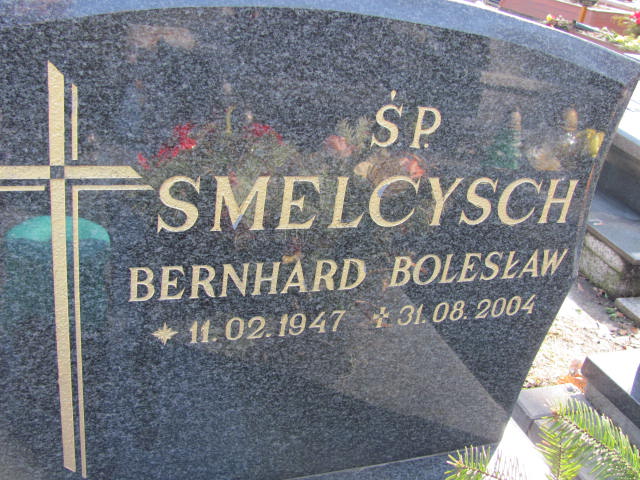 Ś.P.
SMELCYSCH
BERNHARD BOLESŁAW
11.02.1947 31.08.2004